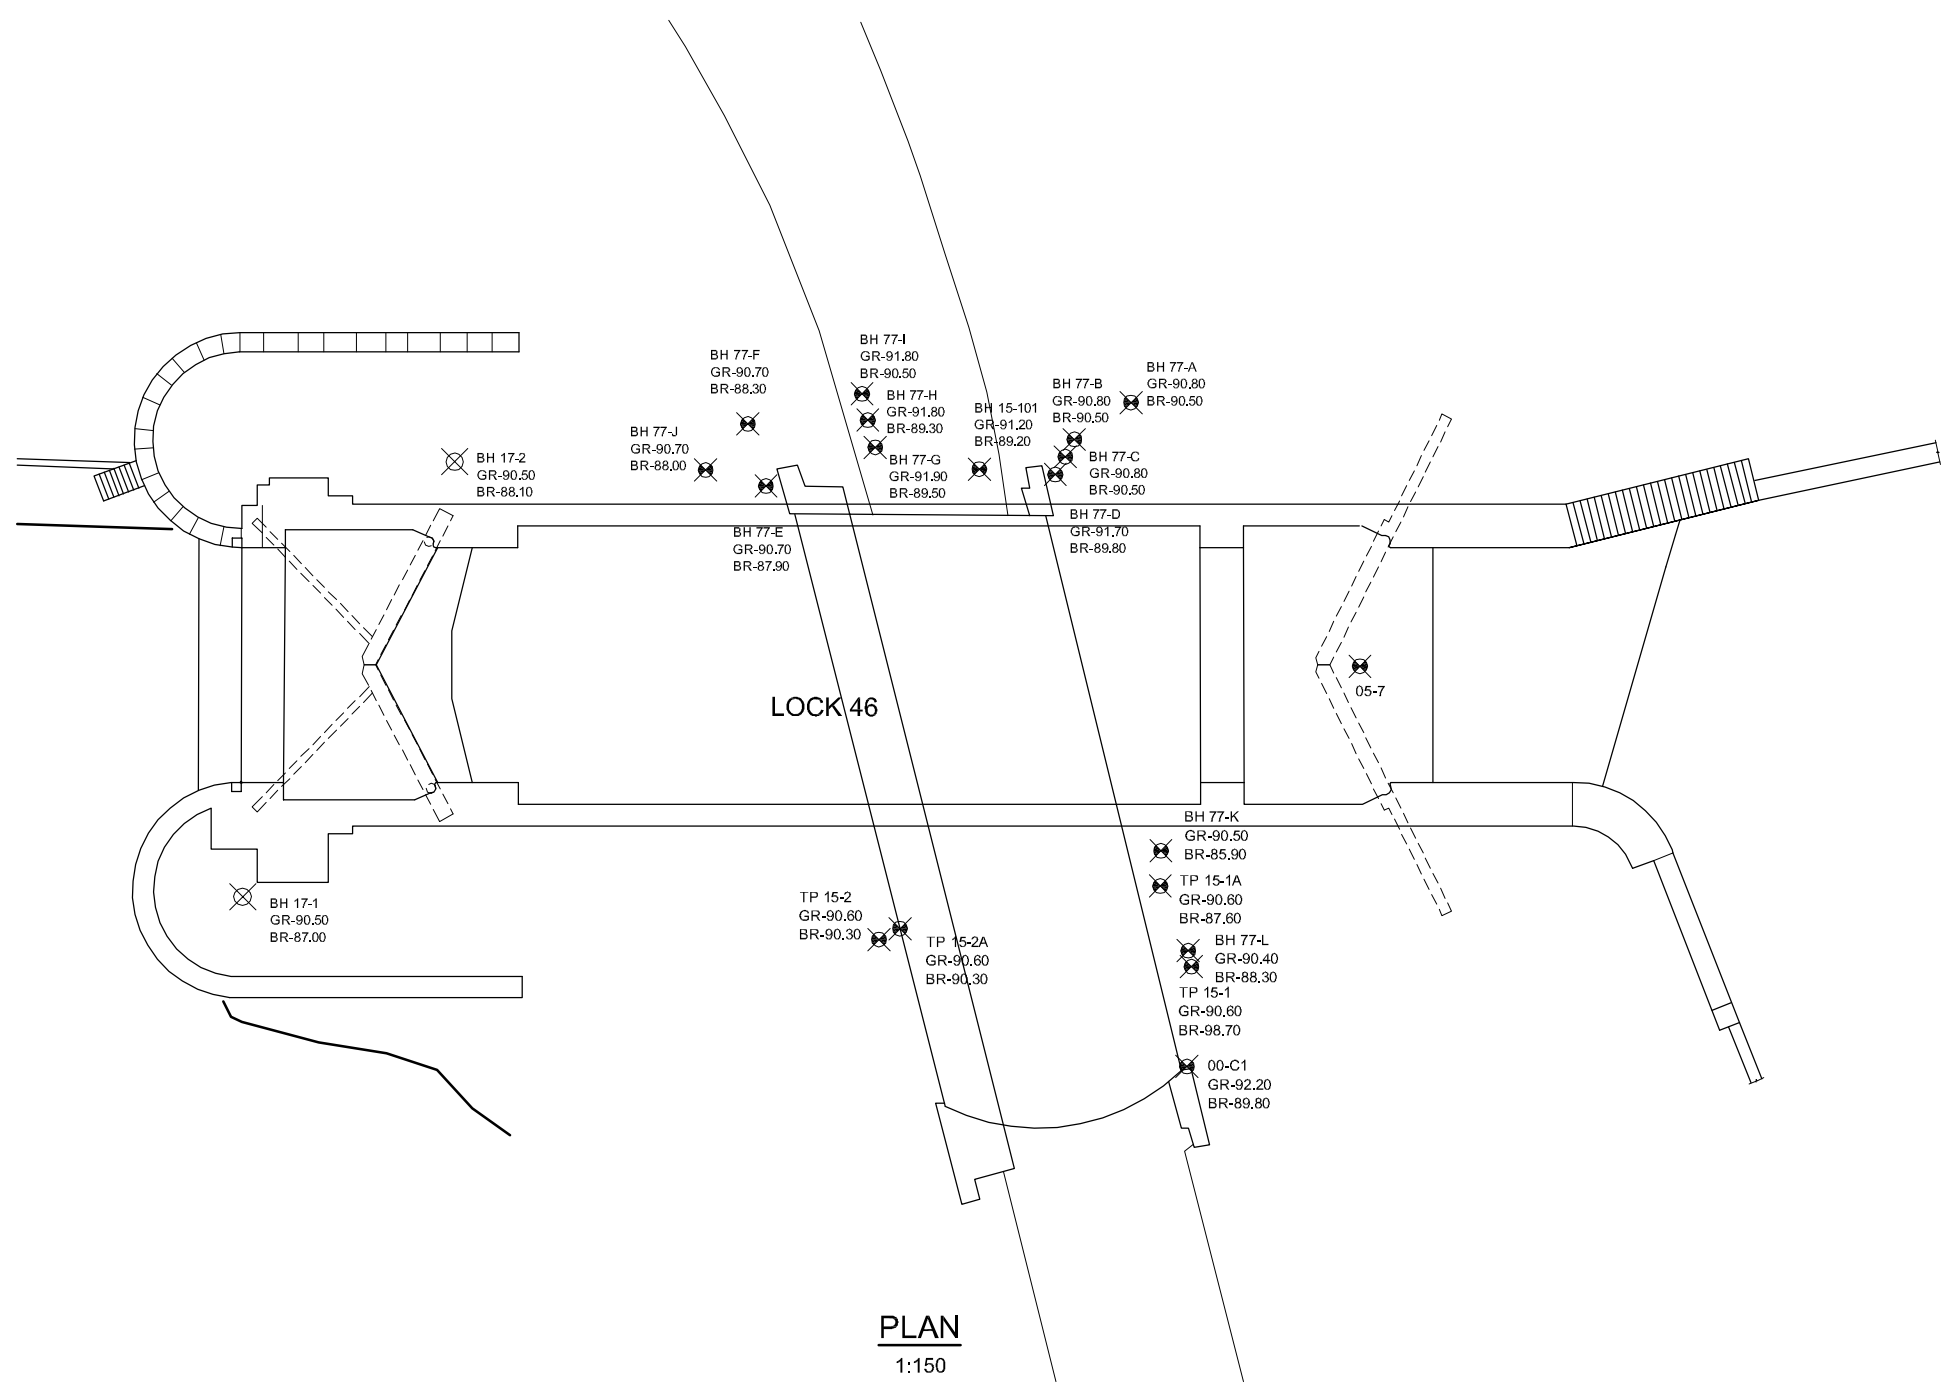 BH 77-I
GR-91.80
BR-90.50
BH 77-F
GR-90.70
BR-88.30
BH 77-A
GR-90.80
BR-90.50
BH 77-B
GR-90.80
BR-90.50
BH 77-H
GR-91.80
BR-89.30
BH 15-101
GR-91.20
BR-89.20
BH 77-J
GR-90.70
BR-88.00
BH 17-2
GR-90.50
BR-88.10
BH 77-G
GR-91.90
BR-89.50
BH 77-C
GR-90.80
BR-90.50
BH 77-D
GR-91.70
BR-89.80
BH 77-E
GR-90.70
BR-87.90
05-7
LOCK 46
BH 77-K
GR-90.50
BR-85.90
TP 15-1A
GR-90.60
BR-87.60
TP 15-2
GR-90.60
BR-90.30
BH 17-1
GR-90.50
BR-87.00
TP 15-2A
GR-90.60
BR-90.30
BH 77-L
GR-90.40
BR-88.30
TP 15-1
GR-90.60
BR-98.70
00-C1
GR-92.20
BR-89.80
PLAN
1:150